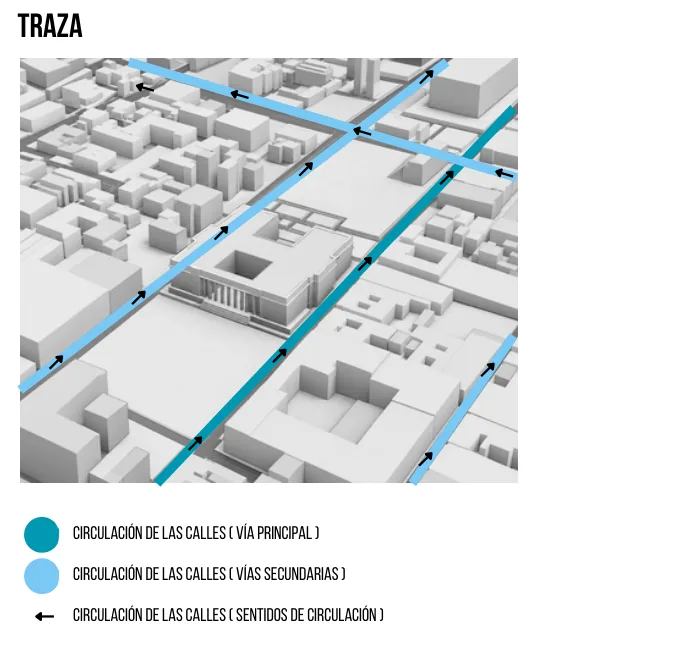 TRAZA
CIRCULACIÓN DE LAS CALLES ( VÍA PRINCIPAL )
CIRCULACIÓN DE LAS CALLES ( VÍAS SECUNDARIAS )
CIRCULACIÓN DE LAS CALLES ( SENTIDOS DE CIRCULACIÓN )